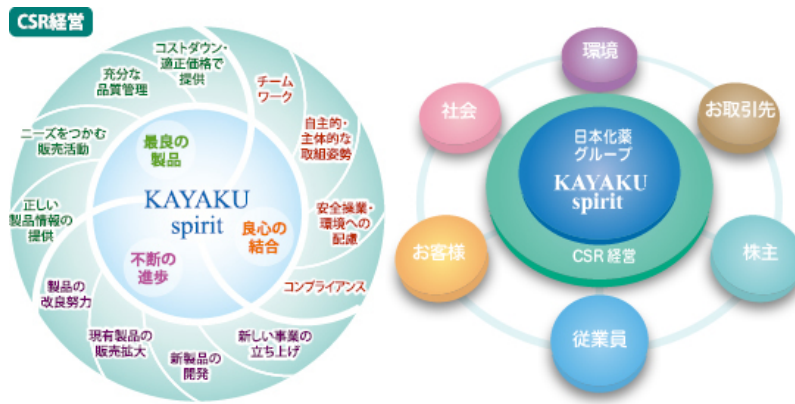 CSR経営
コストダウン・
適正価格で
提供
充分な
品質管理
ニーズをつかむ
販売活動
正しい
製品情報の
提供
チーム
ワーク
自主的・
主体的な
取組姿勢
安全操業・
環境への
配慮
コンプライアンス
最良の
製品
KAYAKU
spirit
良心の
結合
不断の
進歩
製品の
改良努力
現有製品の
販売拡大
新製品の
開発
新しい事業の
立ち上げ
環境
社会
お取引先
日本化薬
グループ
KAYAKU
spirit
CSR経営
お客様
株主
従業員